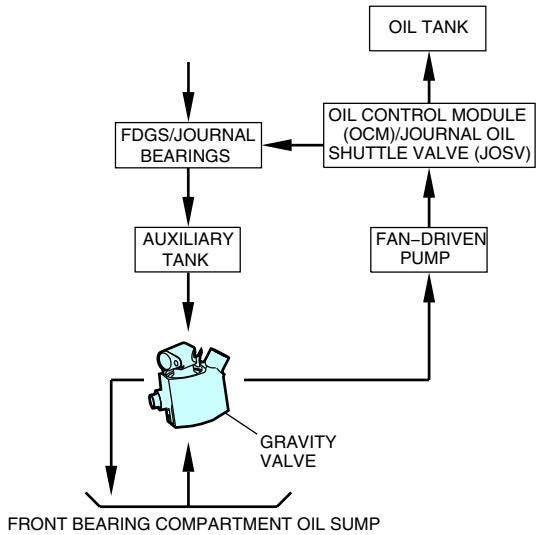 OIL TANK
OIL CONTROL MODULE
(OCM)/JOURNAL OIL
SHUTTLE VALVE (JOSV)
FDGS/JOURNAL
BEARINGS
AUXILIARY
TANK
FAN–DRIVEN
PUMP
GRAVITY
VALVE
FRONT BEARING COMPARTMENT OIL SUMP